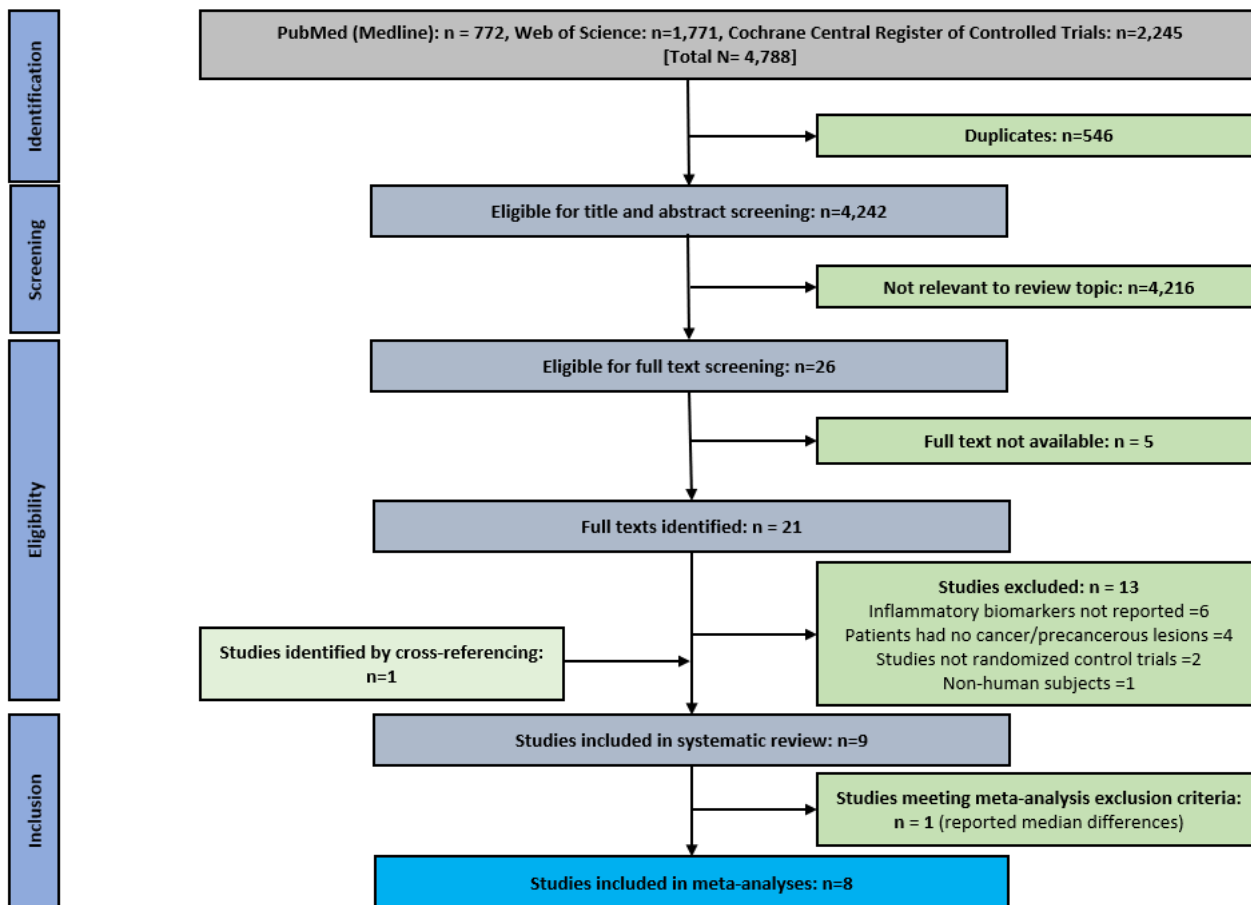 PubMed (Medline): n = 772, Web of Science: n=1,771, Cochrane Central Register of Controlled Trials: n=2,245
[Total N= 4,788]
Identification
Duplicates: n=546
Eligible for title and abstract screening: n=4,242
Screening
Not relevant to review topic: n=4,216
Eligible for full text screening: n=26
Full text not available: n = 5
Eligibility
Full texts identified: n = 21
Studies excluded: n = 13
Inflammatory biomarkers not reported =6
Patients had no cancer/precancerous lesions =4
Studies not randomized control trials =2
Non-human subjects =1
Studies identified by cross-referencing:
n=1
Studies included in systematic review: n=9
Inclusion
Studies meeting meta-analysis exclusion criteria:
n = 1 (reported median differences)
Studies included in meta-analyses: n=8